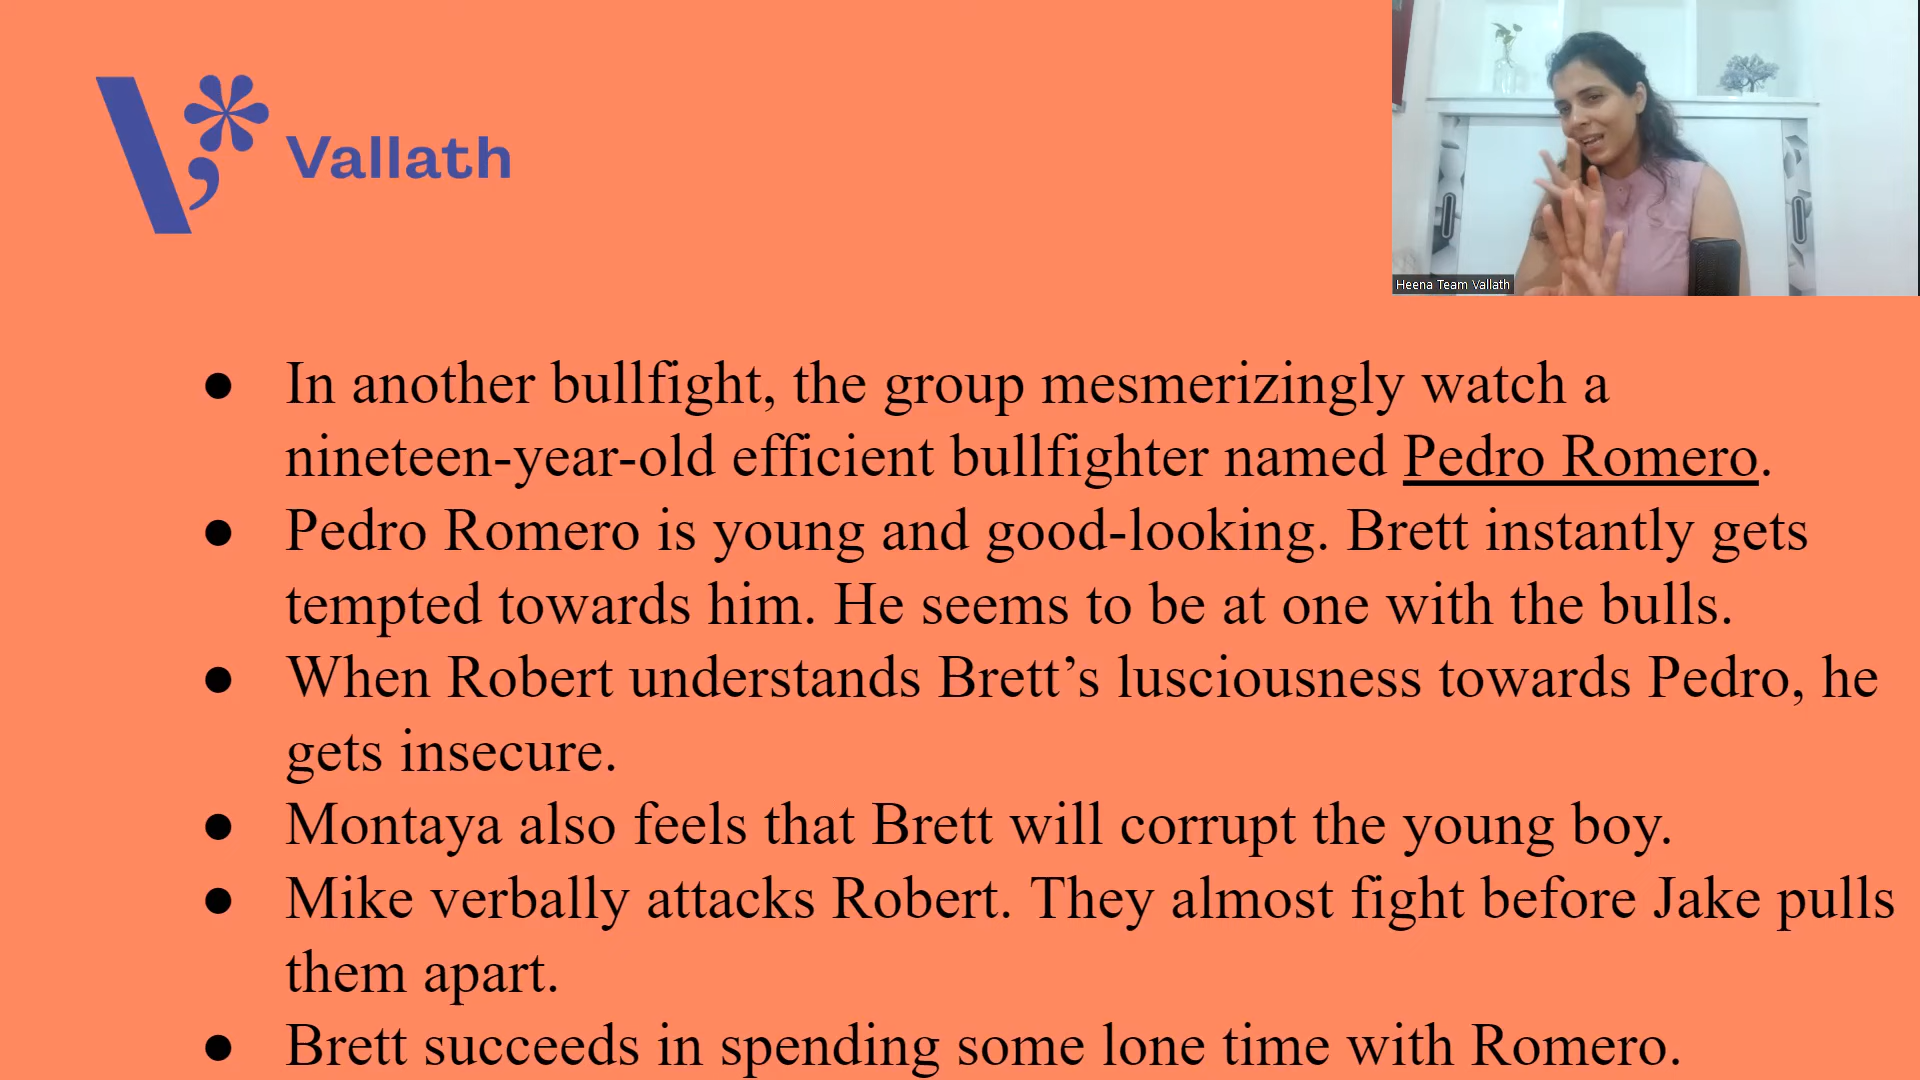 Vallath
Heena Team Vallath
● In another bullfight, the group mesmerizingly watch a
nineteen-year-old efficient bullfighter named Pedro Romero.
● Pedro Romero is young and good-looking. Brett instantly gets
tempted towards him. He seems to be at one with the bulls.
● When Robert understands Brett’s lusciousness towards Pedro, he
gets insecure.
● Montaya also feels that Brett will corrupt the young boy.
● Mike verbally attacks Robert. They almost fight before Jake pulls
them apart.
● Brett succeeds in spending some lone time with Romero.